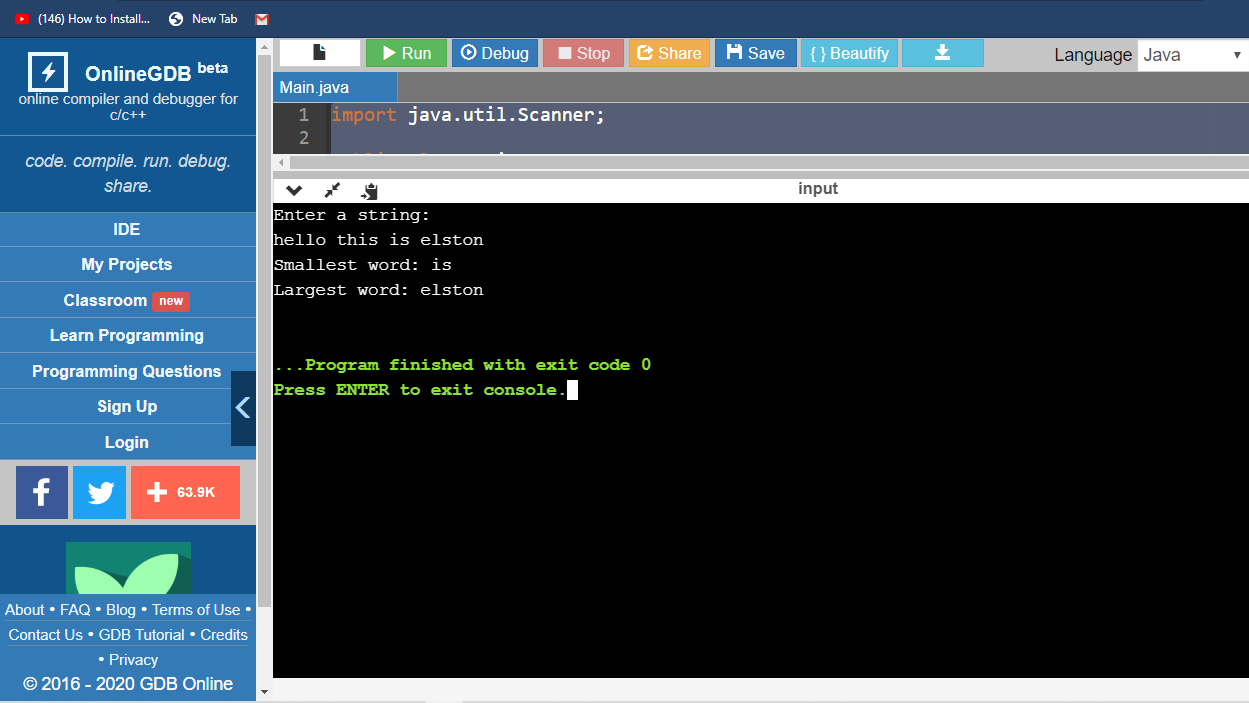 (146) How to Install... New Tab
OnlineGDB beta
online compiler and debugger for
c/c++
code. compile. run. debug.
share.
IDE
My Projects
Classroom new
Learn Programming
Programming Questions
Sign Up
Login
63.9K
About • FAQ • Blog • Terms of Use •
Contact Us • GDB Tutorial • Credits
• Privacy
© 2016 - 2020 GDB Online
Run Debug Stop Share Save { } Beautify Language Java
Main.java
1 import java.util.Scanner;
2
input
Enter a string:
hello this is elston
Smallest word: is
Largest word: elston
...Program finished with exit code 0
Press ENTER to exit console.